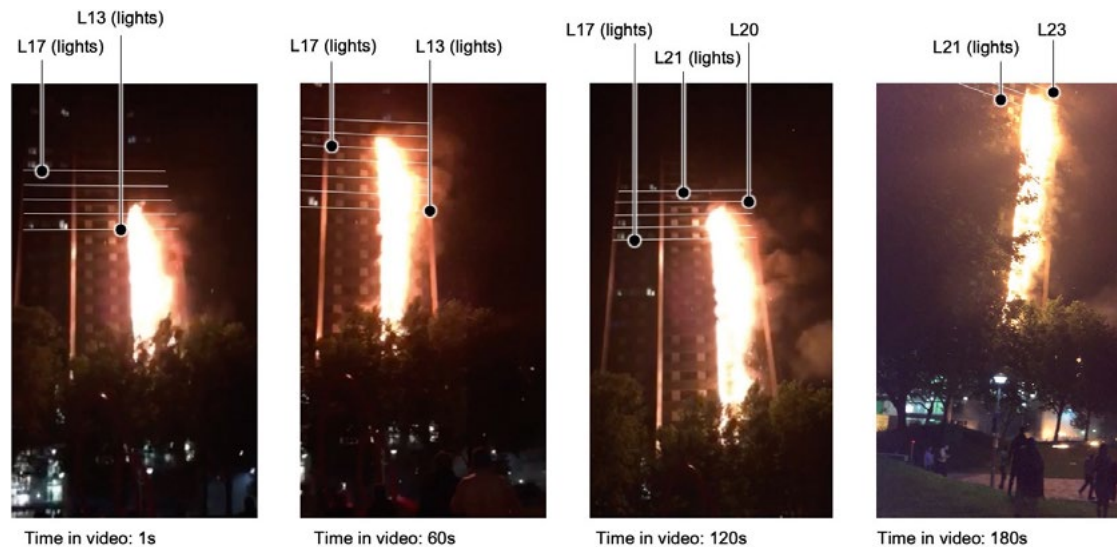 L13 (lights)
L17 (lights)
L17 (lights)
L13 (lights)
L17 (lights)
L20
L21 (lights)
L23
L21 (lights)
Time in video: 1s
Time in video: 60s
Time in video: 120s
Time in video: 180s